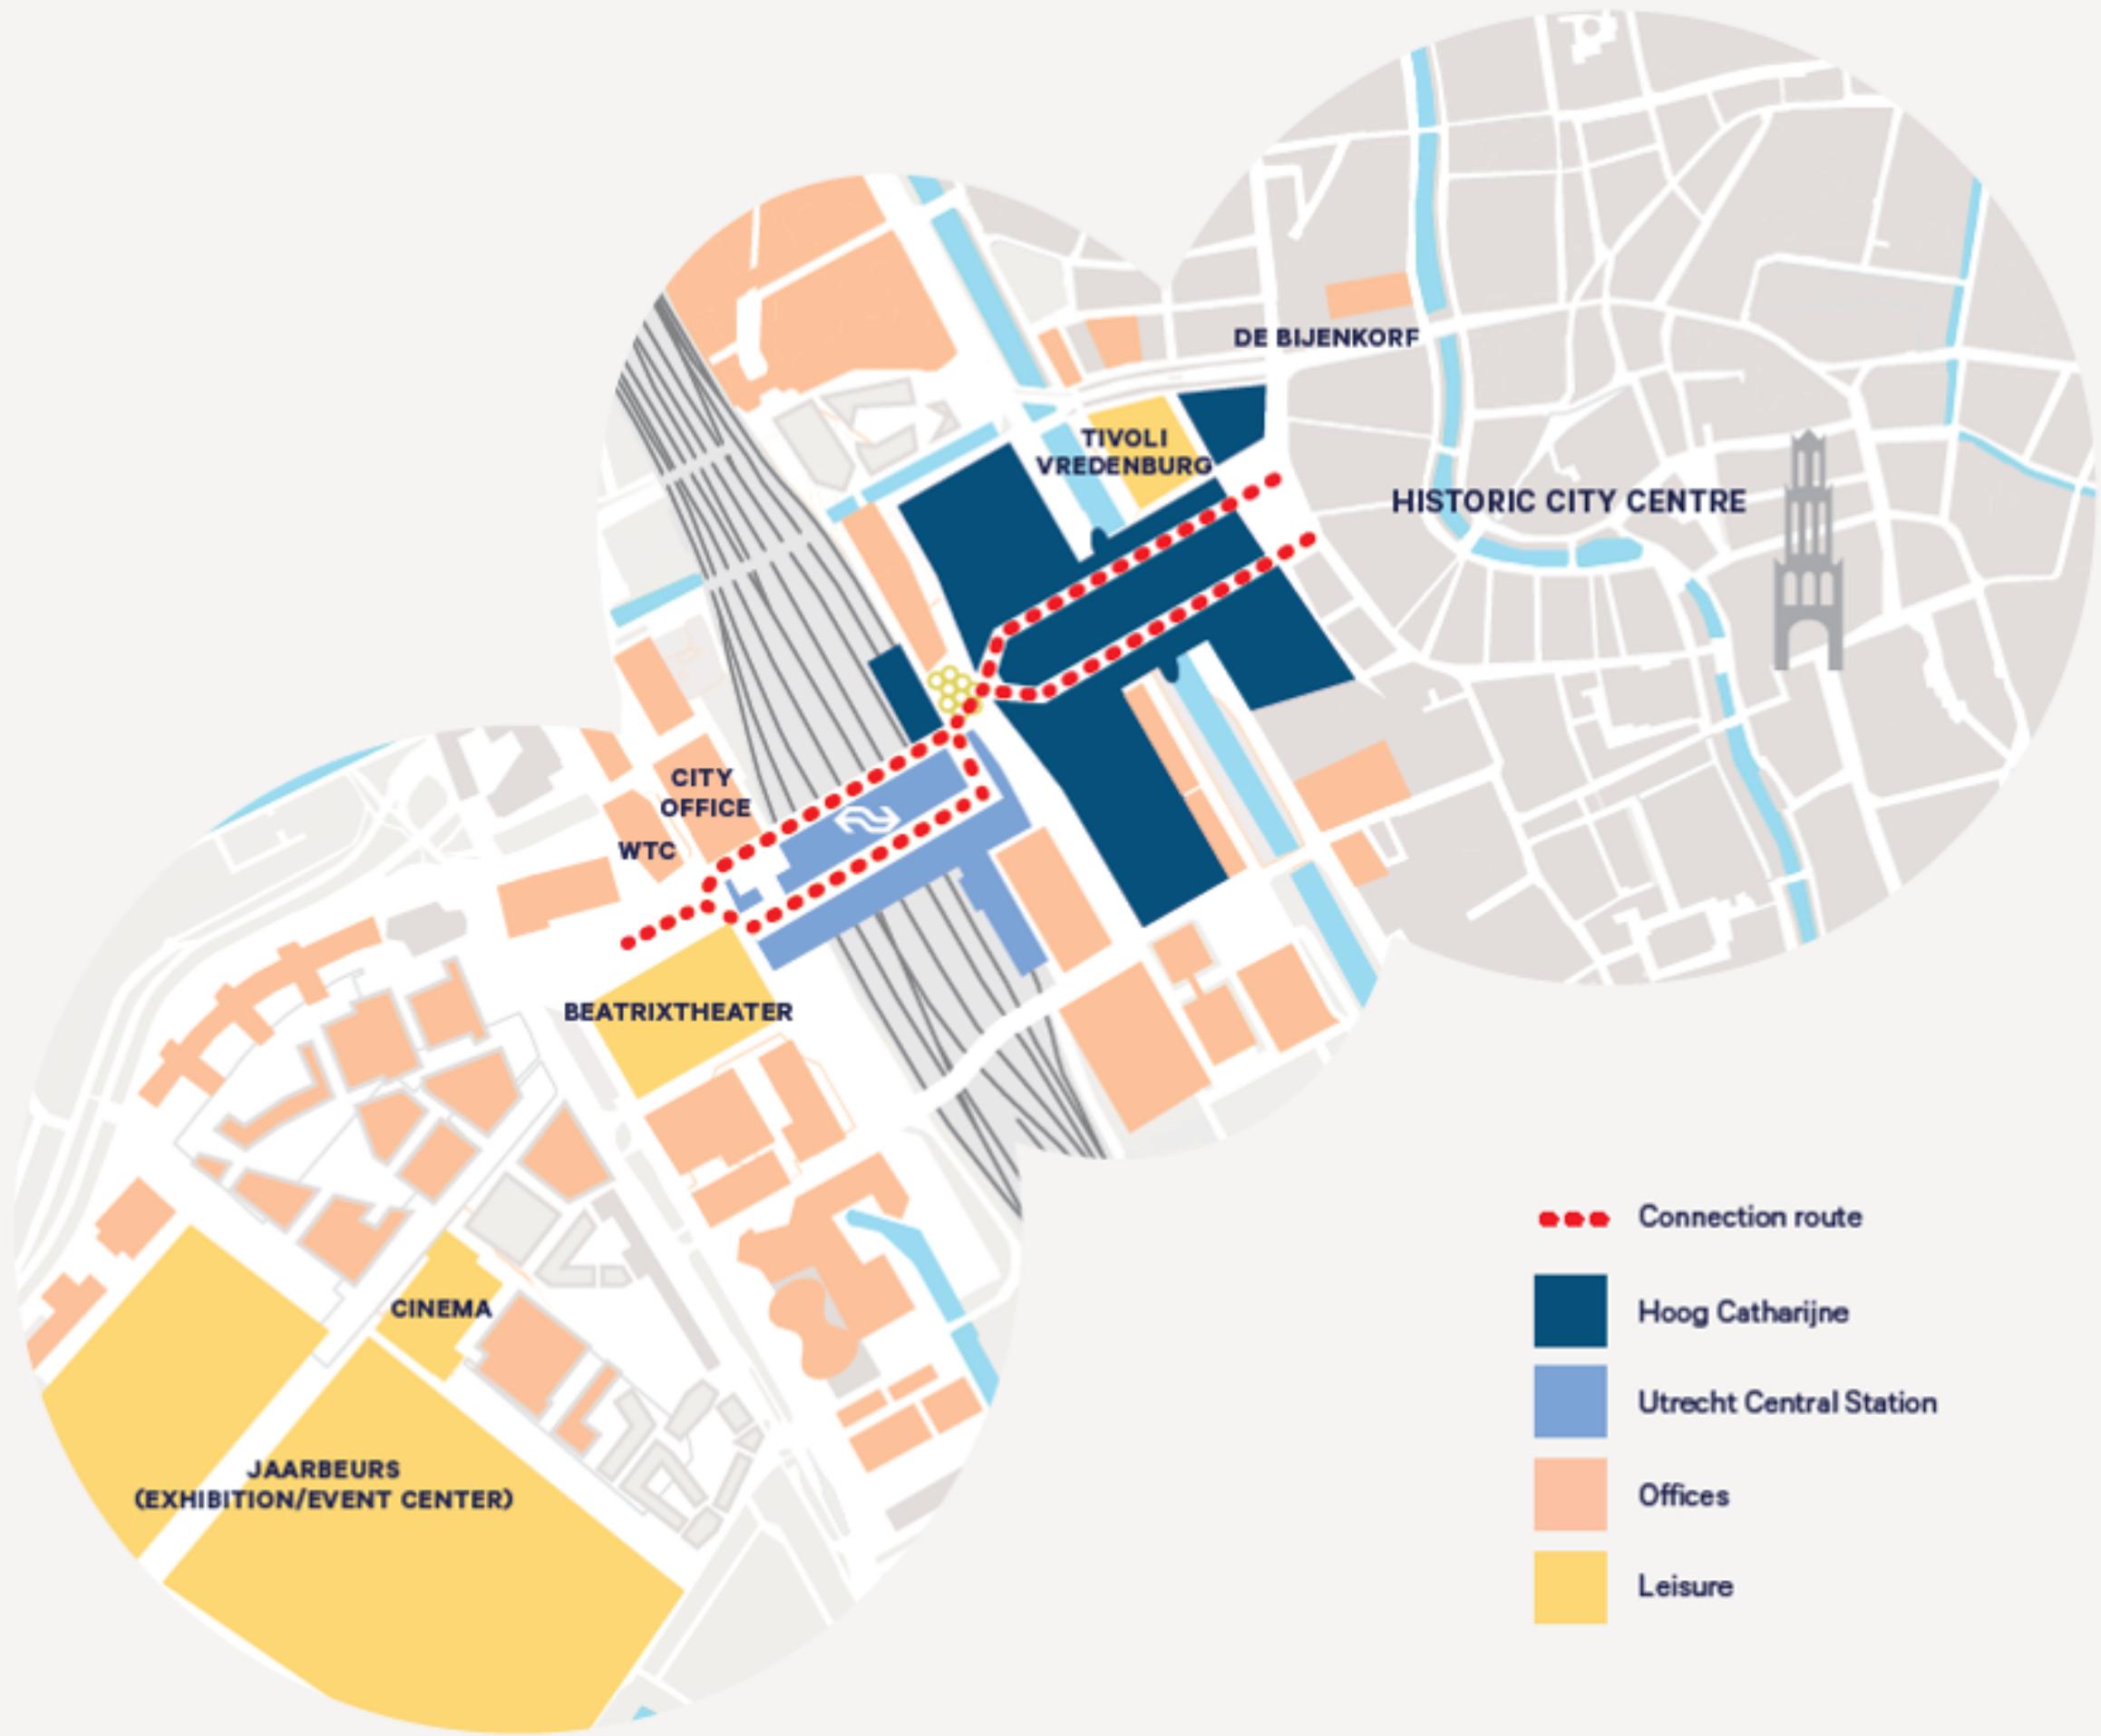 DE BIJENKORF
TIVOLI
VREDENBURG
HISTORIC CITY CENTRE
CITY
OFFICE
WTC
BEATRIXTHEATER
CINEMA
JAARBEURS
(EXHIBITION/EVENT CENTER)
Connection route
Hoog Catharijne
Utrecht Central Station
Offices
Leisure